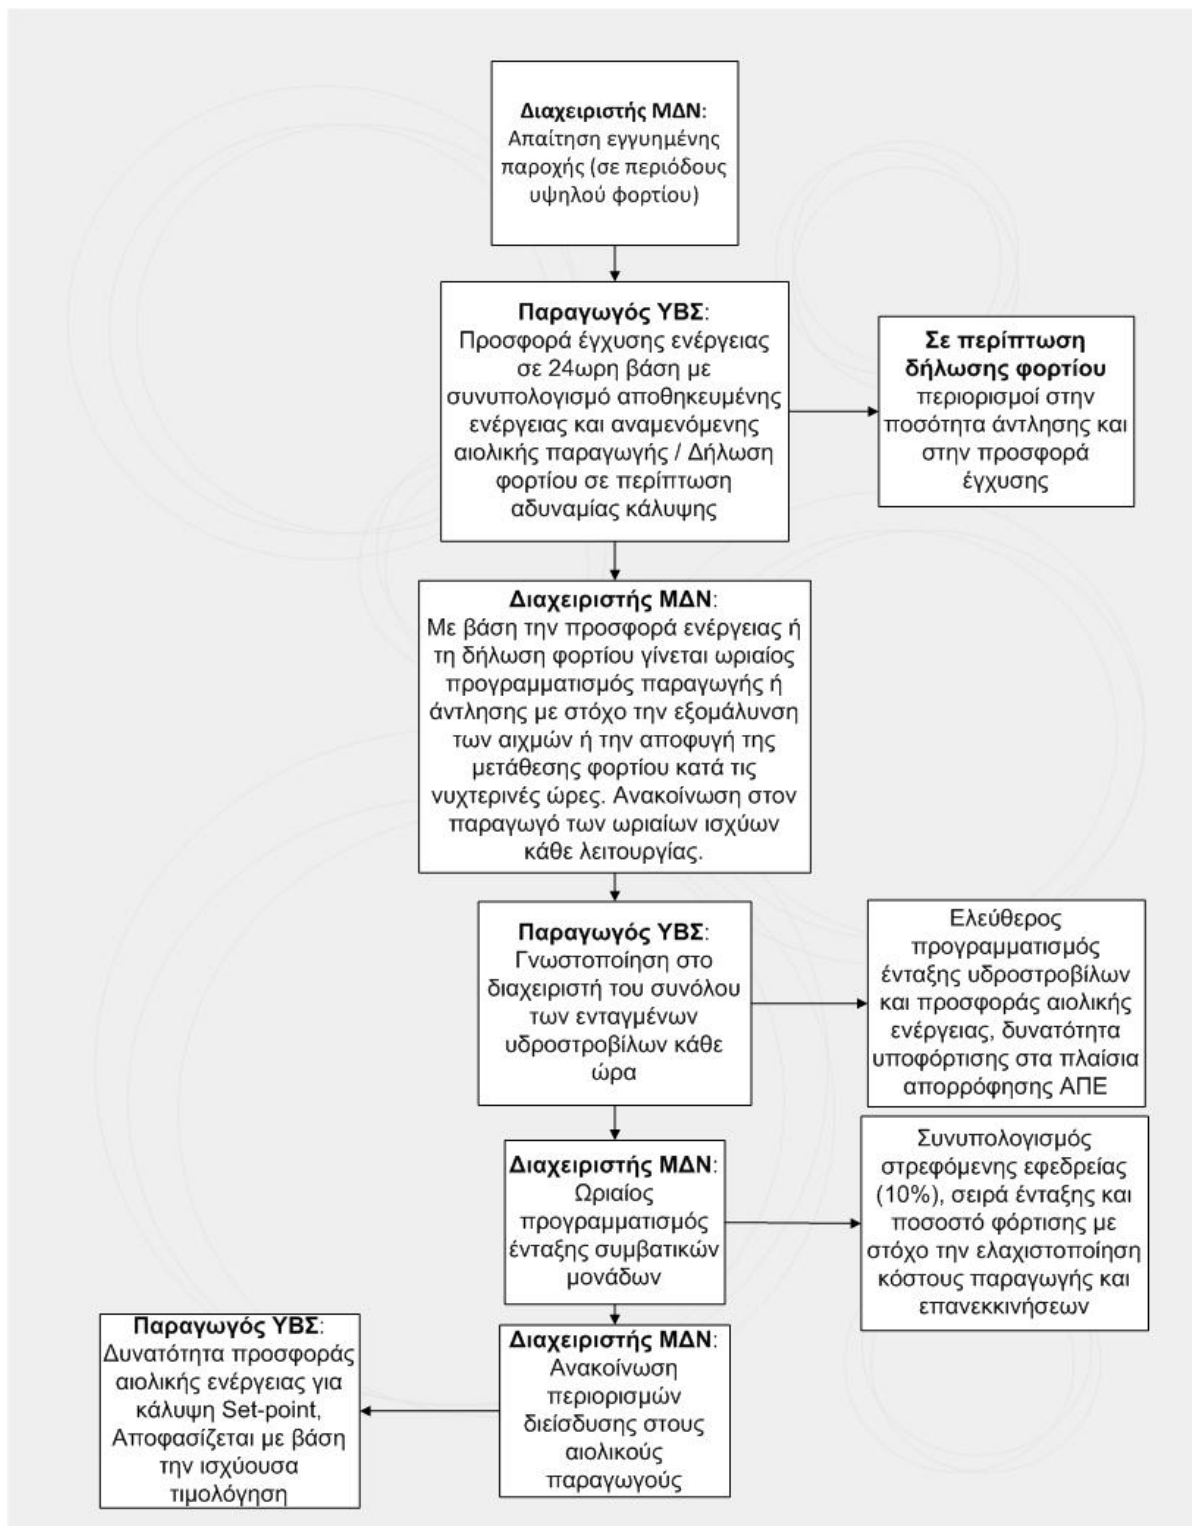 Διαχειριστής ΜΔΝ:
Απαίτηση εγγυημένης
παροχής (σε περιόδους
υψηλού φορτίου)
Παραγωγός ΥΒΣ:
Προσφορά έγχυσης ενέργειας
σε 24ωρη βάση με
συνυπολογισμό αποθηκευμένης
ενέργειας και αναμενόμενης
αιολικής παραγωγής / Δήλωση
φορτίου σε περίπτωση
αδυναμίας κάλυψης
Σε περίπτωση
δήλωσης φορτίου
περιορισμοί στην
ποσότητα άντλησης και
στην προσφορά
έγχυσης
Διαχειριστής ΜΔΝ:
Με βάση την προσφορά ενέργειας ή
τη δήλωση φορτίου γίνεται ωριαίος
προγραμματισμός παραγωγής ή
άντλησης με στόχο την εξομάλυνση
των αιχμών ή την αποφυγή της
μετάθεσης φορτίου κατά τις
νυχτερινές ώρες. Ανακοίνωση στον
παραγωγό των ωριαίων ισχύων
κάθε λειτουργίας.
Παραγωγός ΥΒΣ:
Γνωστοποίηση στο
διαχειριστή του συνόλου
των ενταγμένων
υδροστροβίλων κάθε
ώρα
Ελεύθερος
προγραμματισμός
ένταξης υδροστροβίλων
και προσφοράς αιολικής
ενέργειας, δυνατότητα
υποφόρτισης στα πλαίσια
απορρόφησης ΑΠΕ
Διαχειριστής ΜΔΝ:
Ωριαίος
προγραμματισμός
ένταξης συμβατικών
μονάδων
Συνυπολογισμός
στρεφόμενης εφεδρείας
(10%), σειρά ένταξης και
ποσοστό φόρτισης με
στόχο την ελαχιστοποίηση
κόστους παραγωγής και
επανεκκινήσεων
Διαχειριστής ΜΔΝ:
Ανακοίνωση
περιορισμών
διείσδυσης στους
αιολικούς
παραγωγούς
Παραγωγός ΥΒΣ:
Δυνατότητα προσφοράς
αιολικής ενέργειας για
κάλυψη Set-point,
Αποφασίζεται με βάση
την ισχύουσα
τιμολόγηση